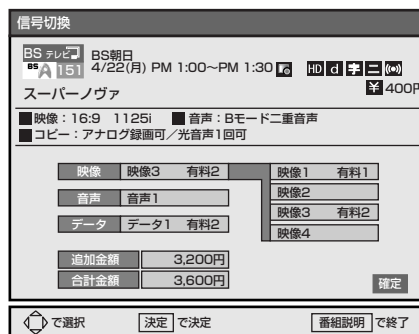 信号切換
BSテレビ BS朝日
BSA 151 4/22(月) PM 1:00~PM 1:30 HD d 字 二
スーパーノヴァ ¥ 400円
■映像：16:9 1125i ■音声：Bモード二重音声
■コピー：アナログ録画可／光音声1回可
映像 映像3 有料2 映像1 有料1
映像2
音声 音声1
映像3 有料2
データ データ1 有料2
映像4
追加金額 3,200円
合計金額 3,600円
確定
で選択 決定 で決定 番組説明 で終了